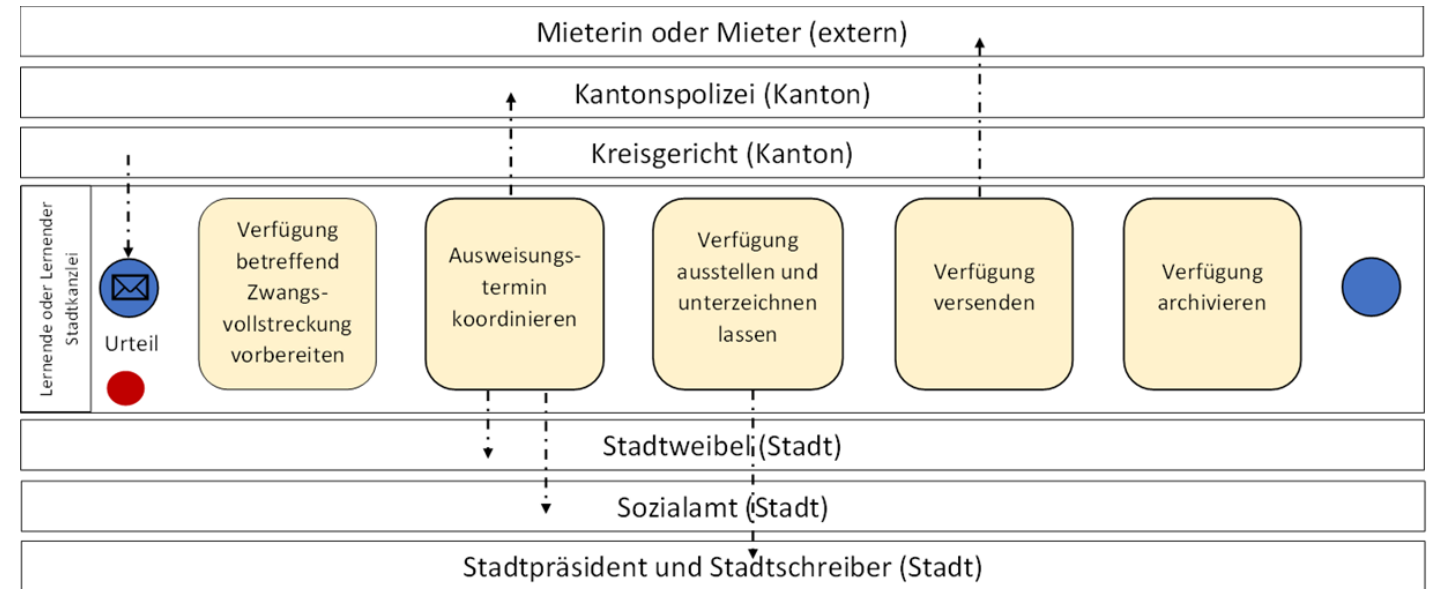 Mieterin oder Mieter (extern)
Kantonspolizei (Kanton)
Kreisgericht (Kanton)
Lernende oder Lernender
Stadtkanzlei
Urteil
Verfügung
betreffend
Zwangs-
vollstreckung
vorbereiten
Ausweisungs-
termin
koordinieren
Verfügung
ausstellen und
unterzeichnen
lassen
Verfügung
versenden
Verfügung
archivieren
Stadtweibel (Stadt)
Sozialamt (Stadt)
Stadtpräsident und Stadtschreiber (Stadt)